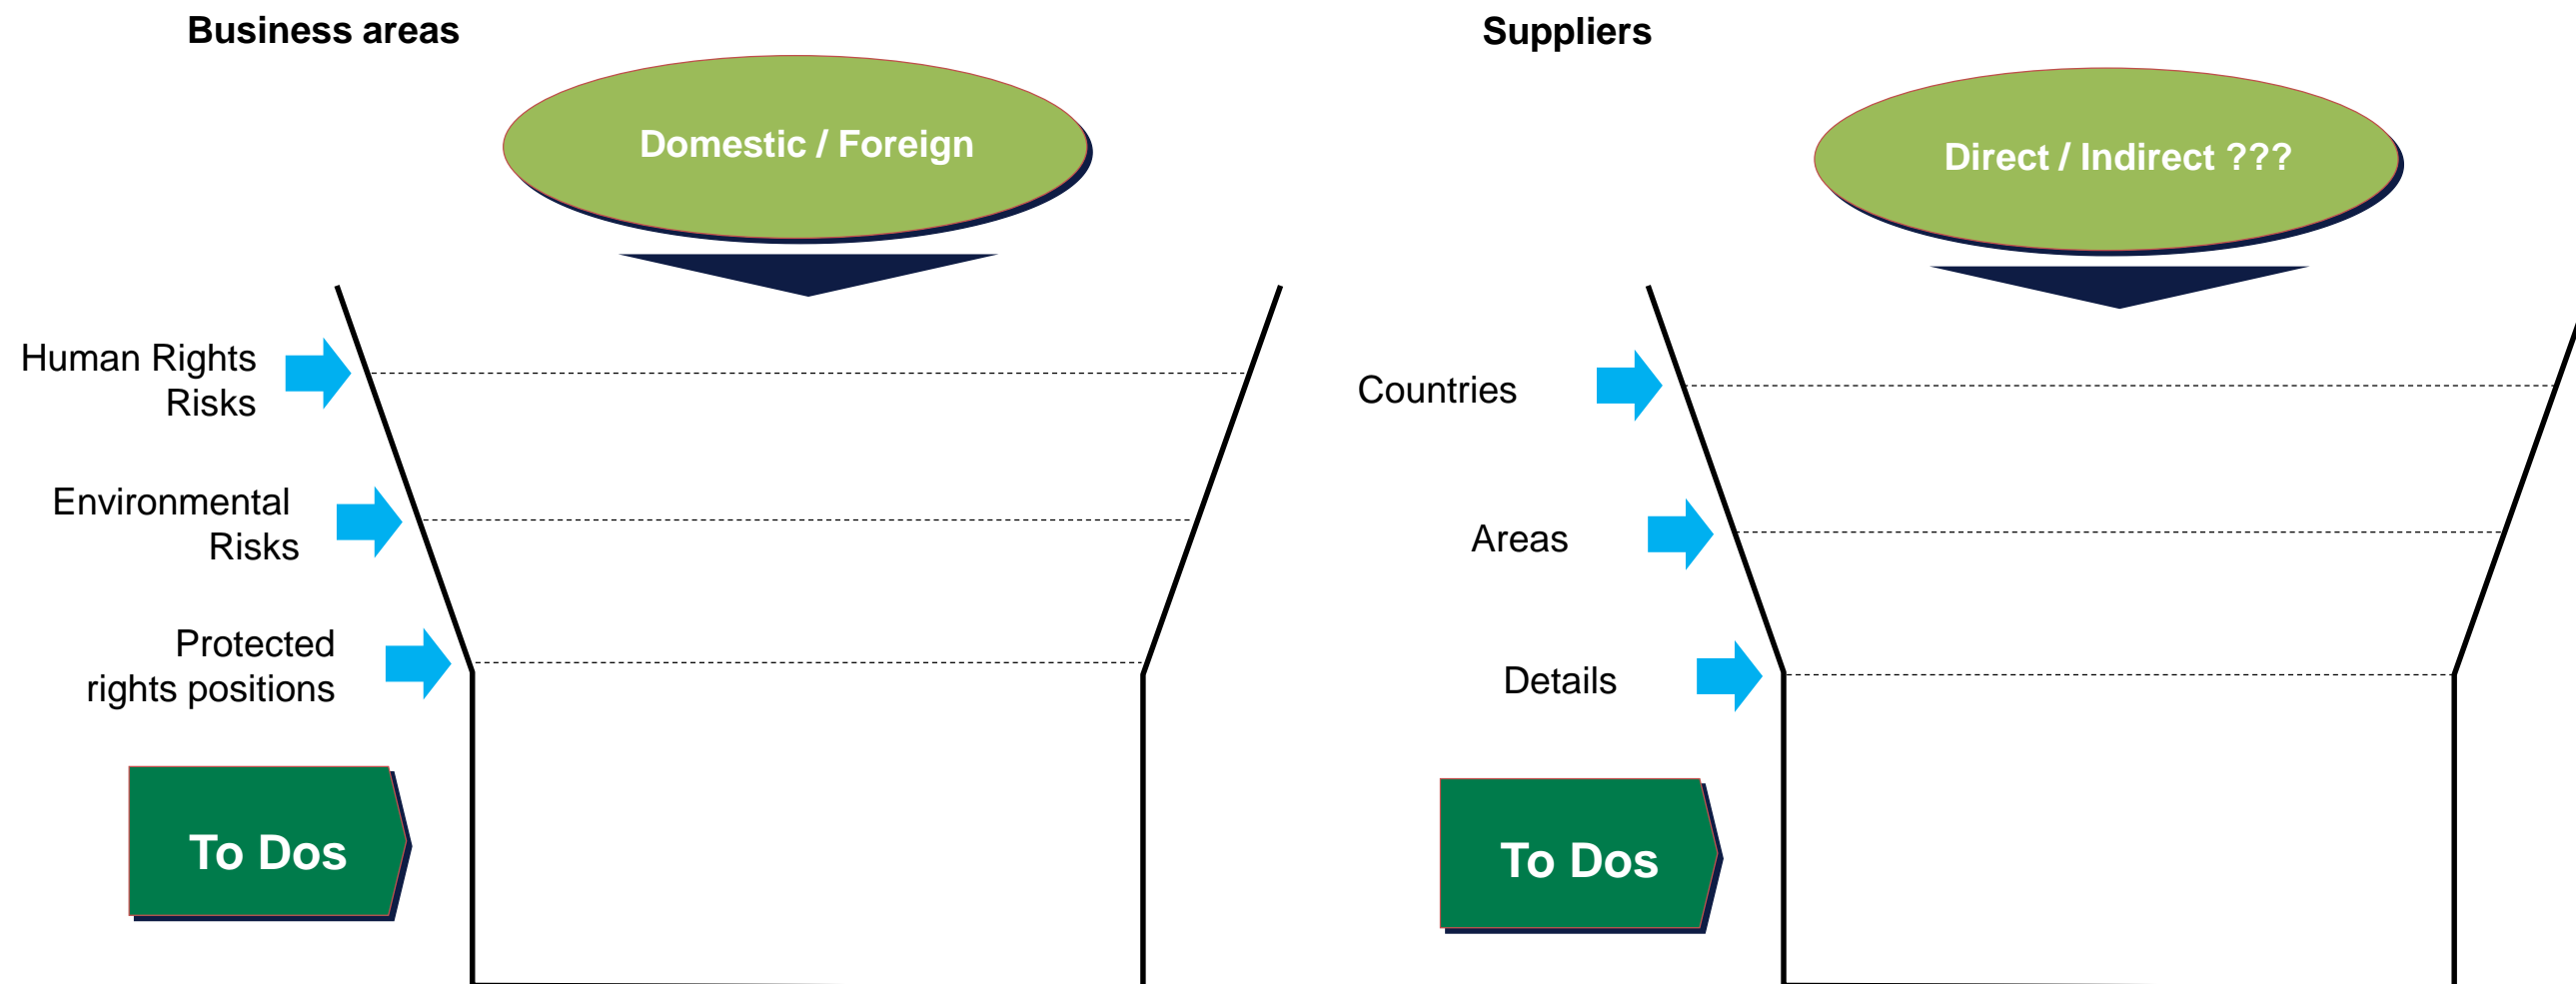 Business areas
Domestic / Foreign
Human Rights
Risks
Environmental
Risks
Protected
rights positions
To Dos
Suppliers
Direct / Indirect ???
Countries
Areas
Details
To Dos